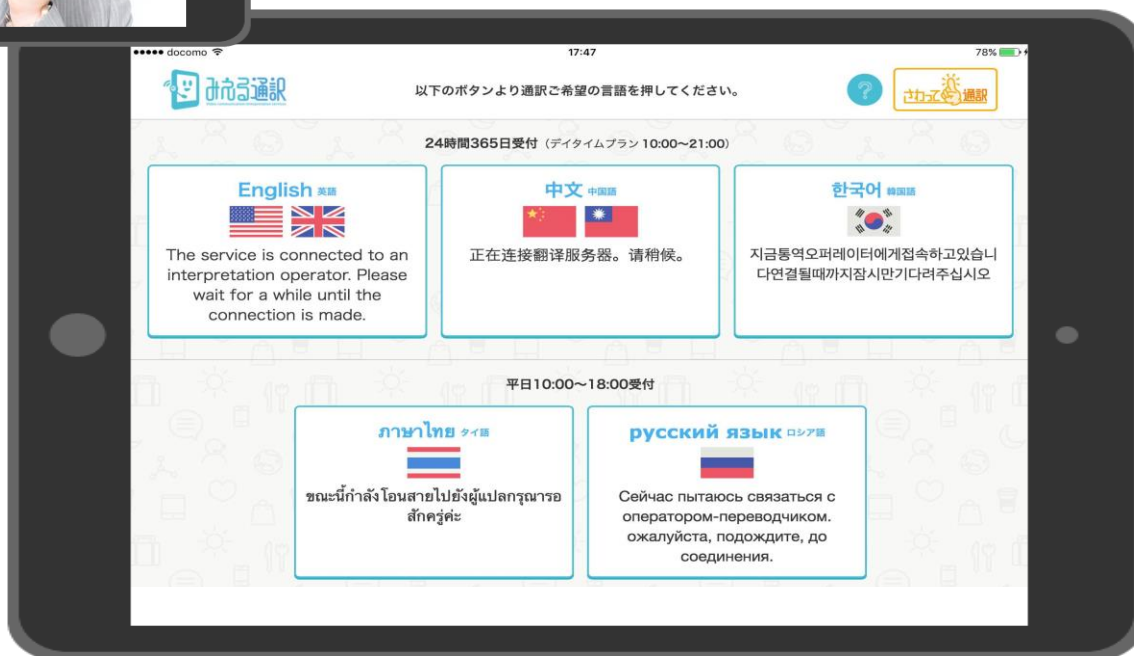 docomo 17:47 78%
みえる通訳
以下のボタンより通訳ご希望の言語を押してください。
?
さわって通訳
24時間365日受付（デイタイムプラン 10:00〜21:00）
English 英語
The service is connected to an
interpretation operator. Please
wait for a while until the
connection is made.
中文 中国語
正在连接翻译服务器。请稍候。
한국어 韓国語
지금통역오퍼레이터에게접속하고있습니
다연결될때까지잠시만기다려주십시오
平日10:00〜18:00受付
ภาษาไทย タイ語
ขณะนี้กำลังโอนสายไปยังผู้แปลกรุณารอ
สักครู่ค่ะ
русский язык ロシア語
Сейчас пытаюсь связаться с
оператором-переводчиком.
ожалуйста, подождите, до
соединения.